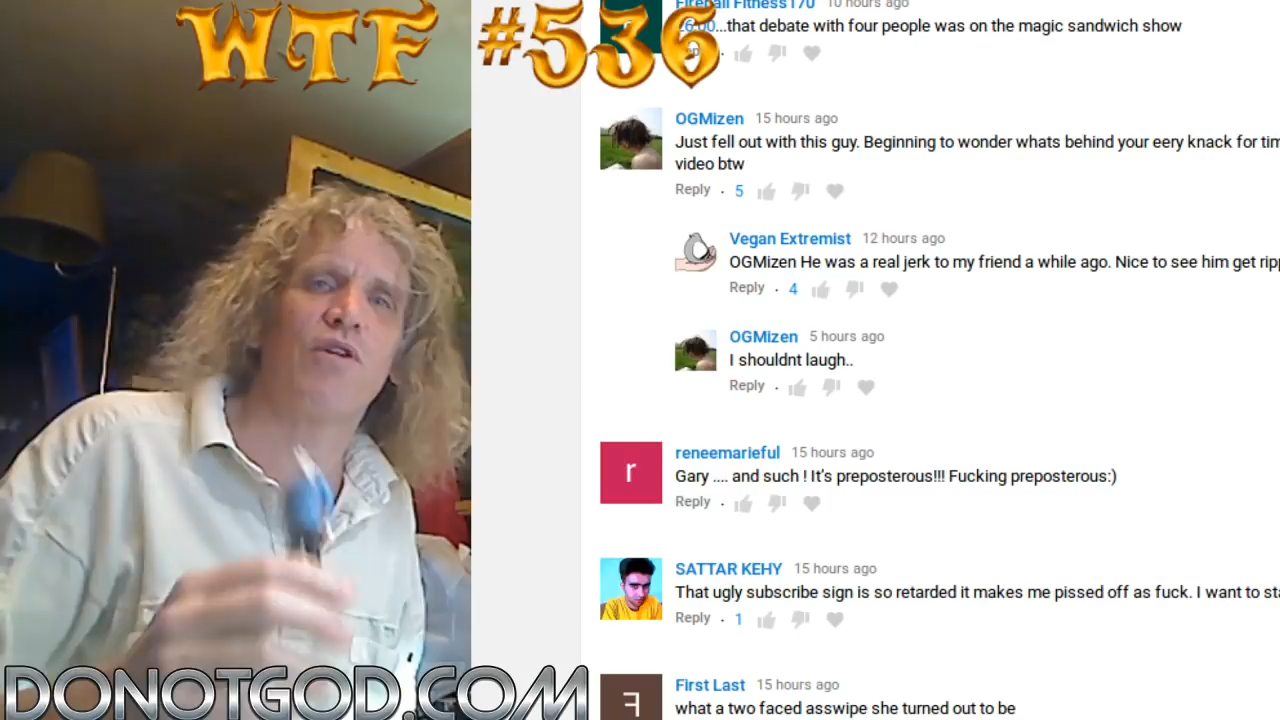 WTF #536
Fireball Fitness170 10 hours ago
26:00...that debate with four people was on the magic sandwich show
OGMizen 15 hours ago
Just fell out with this guy. Beginning to wonder whats behind your eery knack for
video btw
Reply · 5
Vegan Extremist 12 hours ago
OGMizen He was a real jerk to my friend a while ago. Nice to see him get
Reply · 4
OGMizen 5 hours ago
I shouldnt laugh..
Reply ·
reneemarieful 15 hours ago
Gary .... and such ! It's preposterous!!! Fucking preposterous:)
Reply ·
r
SATTAR KEHY 15 hours ago
That ugly subscribe sign is so retarded it makes me pissed off as fuck. I want to
Reply · 1
First Last 15 hours ago
what a two faced asswipe she turned out to be
DONOTGOD.COM